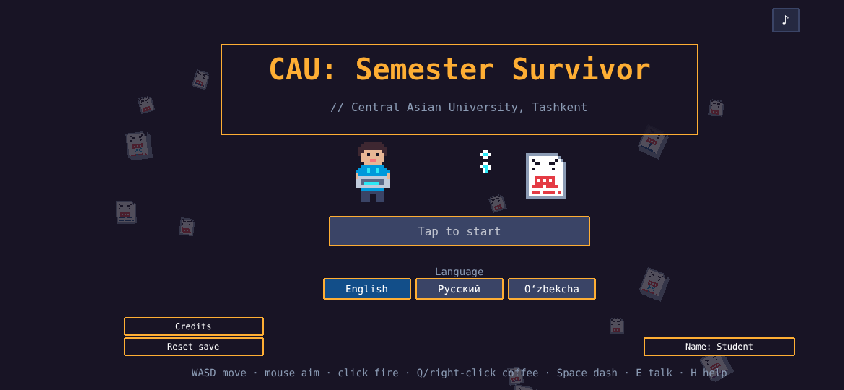 ♪
CAU: Semester Survivor
// Central Asian University, Tashkent
Tap to start
Language
English
Русский
O‘zbekcha
Credits
Reset save
Name: Student
WASD move · mouse aim · click fire · Q/right-click coffee · Space dash · E talk · H help